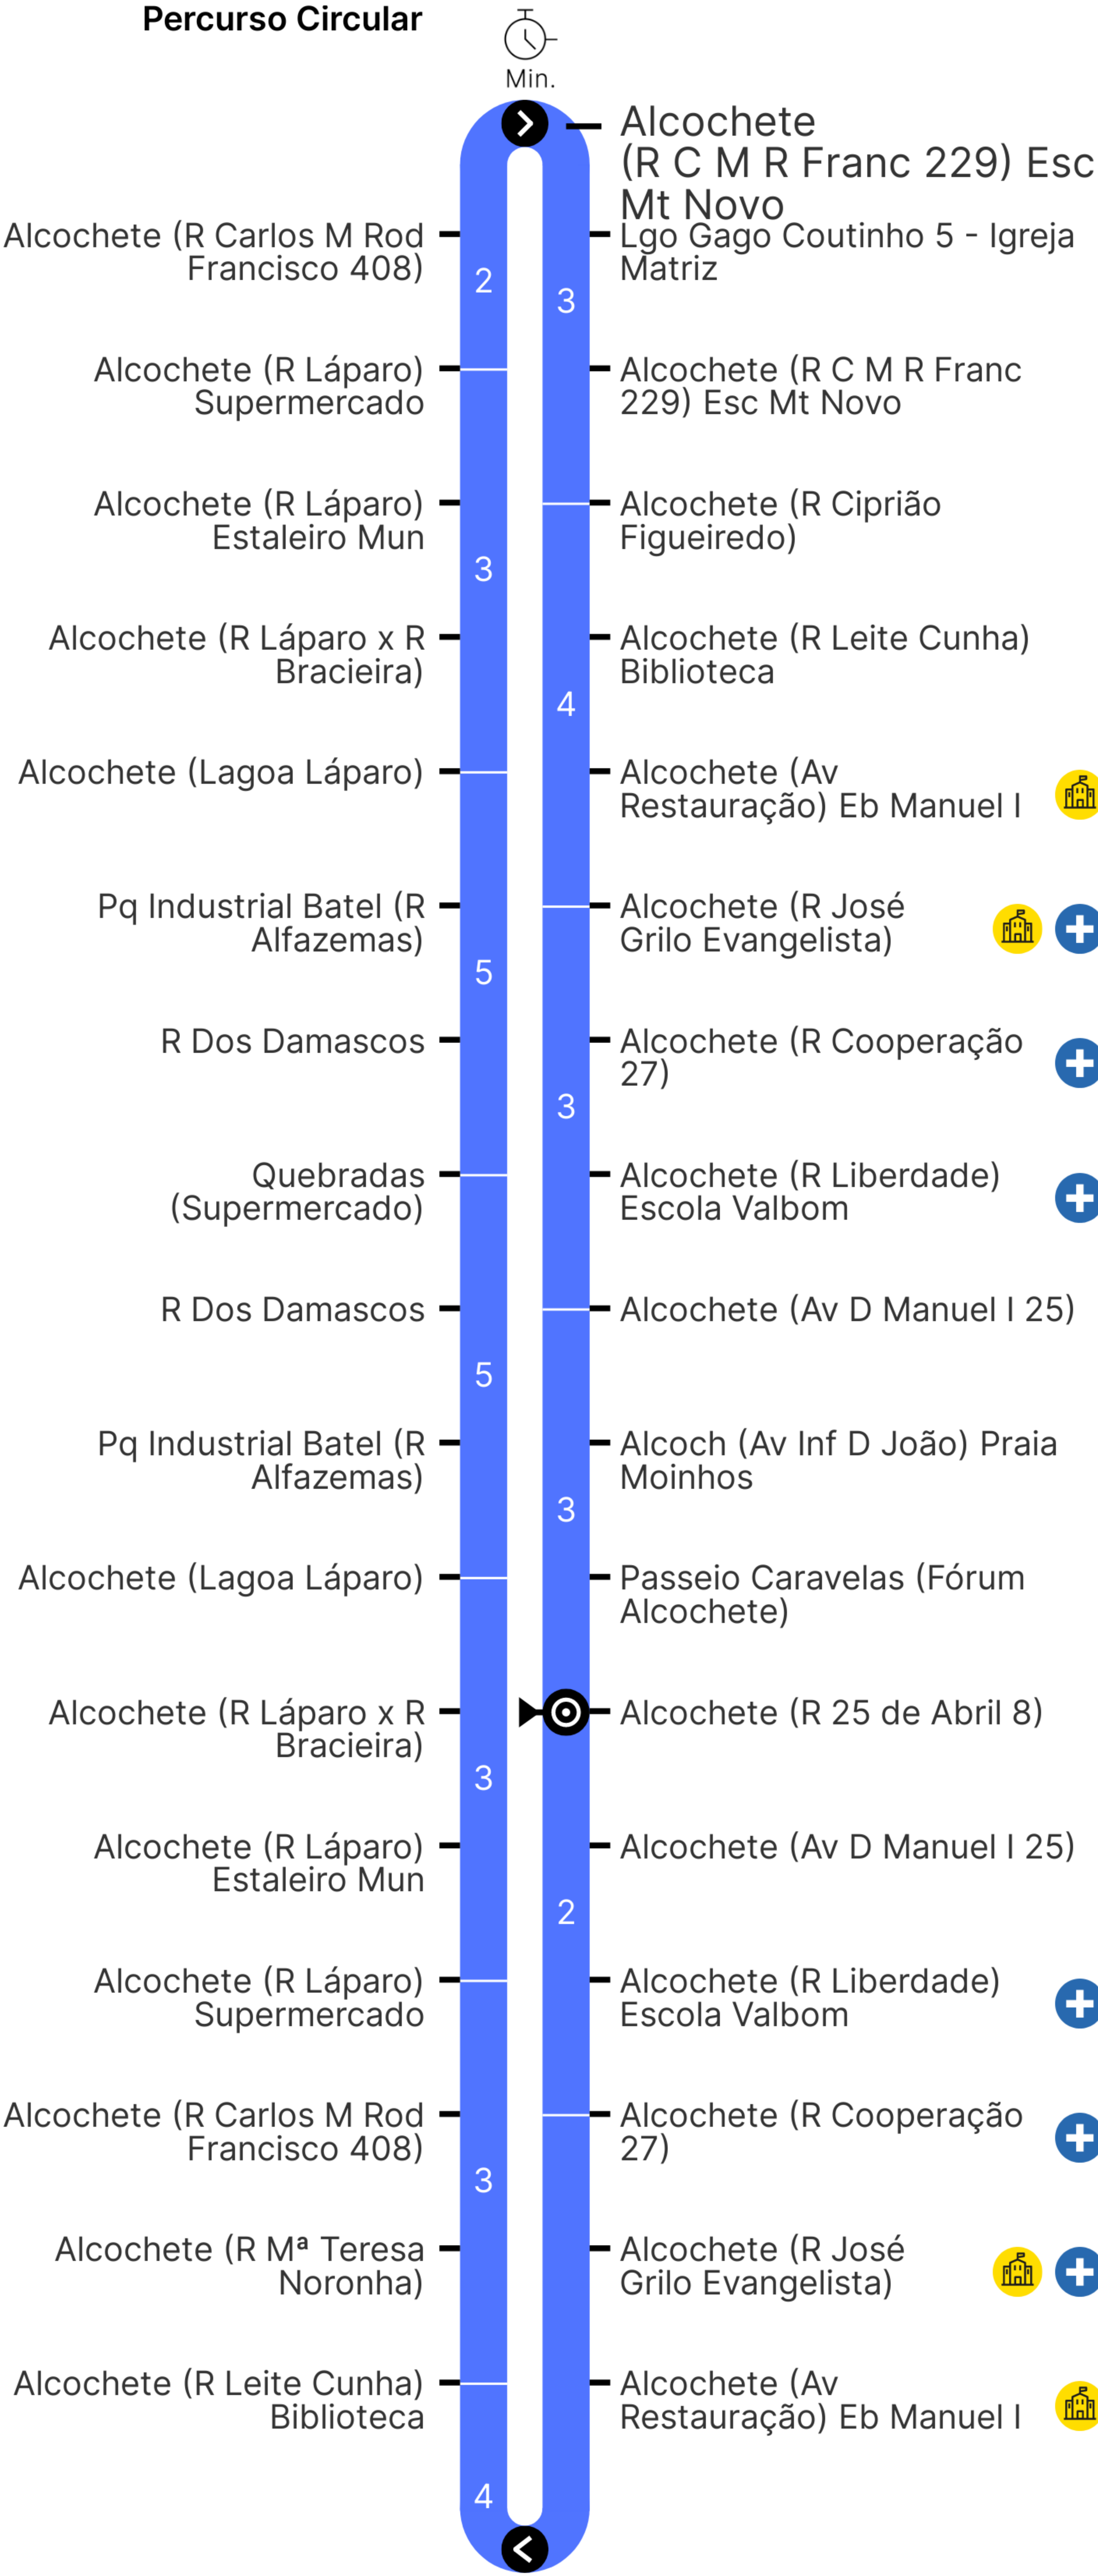 Percurso Circular
Min.
Alcochete
(R C M R Franc 229) Esc
Mt Novo
Lgo Gago Coutinho 5 - Igreja
Matriz
3
Alcochete (R C M R Franc
229) Esc Mt Novo
Alcochete (R Ciprião
Figueiredo)
Alcochete (R Leite Cunha)
Biblioteca
4
Alcochete (Av
Restauração) Eb Manuel I
Alcochete (R José
Grilo Evangelista)
Alcochete (R Cooperação
27)
3
Alcochete (R Liberdade)
Escola Valbom
Alcochete (Av D Manuel I 25)
Alcoch (Av Inf D João) Praia
Moinhos
3
Passeio Caravelas (Fórum
Alcochete)
Alcochete (R 25 de Abril 8)
Alcochete (Av D Manuel I 25)
2
Alcochete (R Liberdade)
Escola Valbom
Alcochete (R Cooperação
27)
Alcochete (R José
Grilo Evangelista)
Alcochete (Av
Restauração) Eb Manuel I
Alcochete (R Carlos M Rod
Francisco 408)
2
Alcochete (R Láparo)
Supermercado
Alcochete (R Láparo)
Estaleiro Mun
3
Alcochete (R Láparo x R
Bracieira)
Alcochete (Lagoa Láparo)
Pq Industrial Batel (R
Alfazemas)
5
R Dos Damascos
Quebradas
(Supermercado)
R Dos Damascos
5
Pq Industrial Batel (R
Alfazemas)
Alcochete (Lagoa Láparo)
Alcochete (R Láparo x R
Bracieira)
3
Alcochete (R Láparo)
Estaleiro Mun
Alcochete (R Láparo)
Supermercado
Alcochete (R Carlos M Rod
Francisco 408)
3
Alcochete (R Mª Teresa
Noronha)
Alcochete (R Leite Cunha)
Biblioteca
4